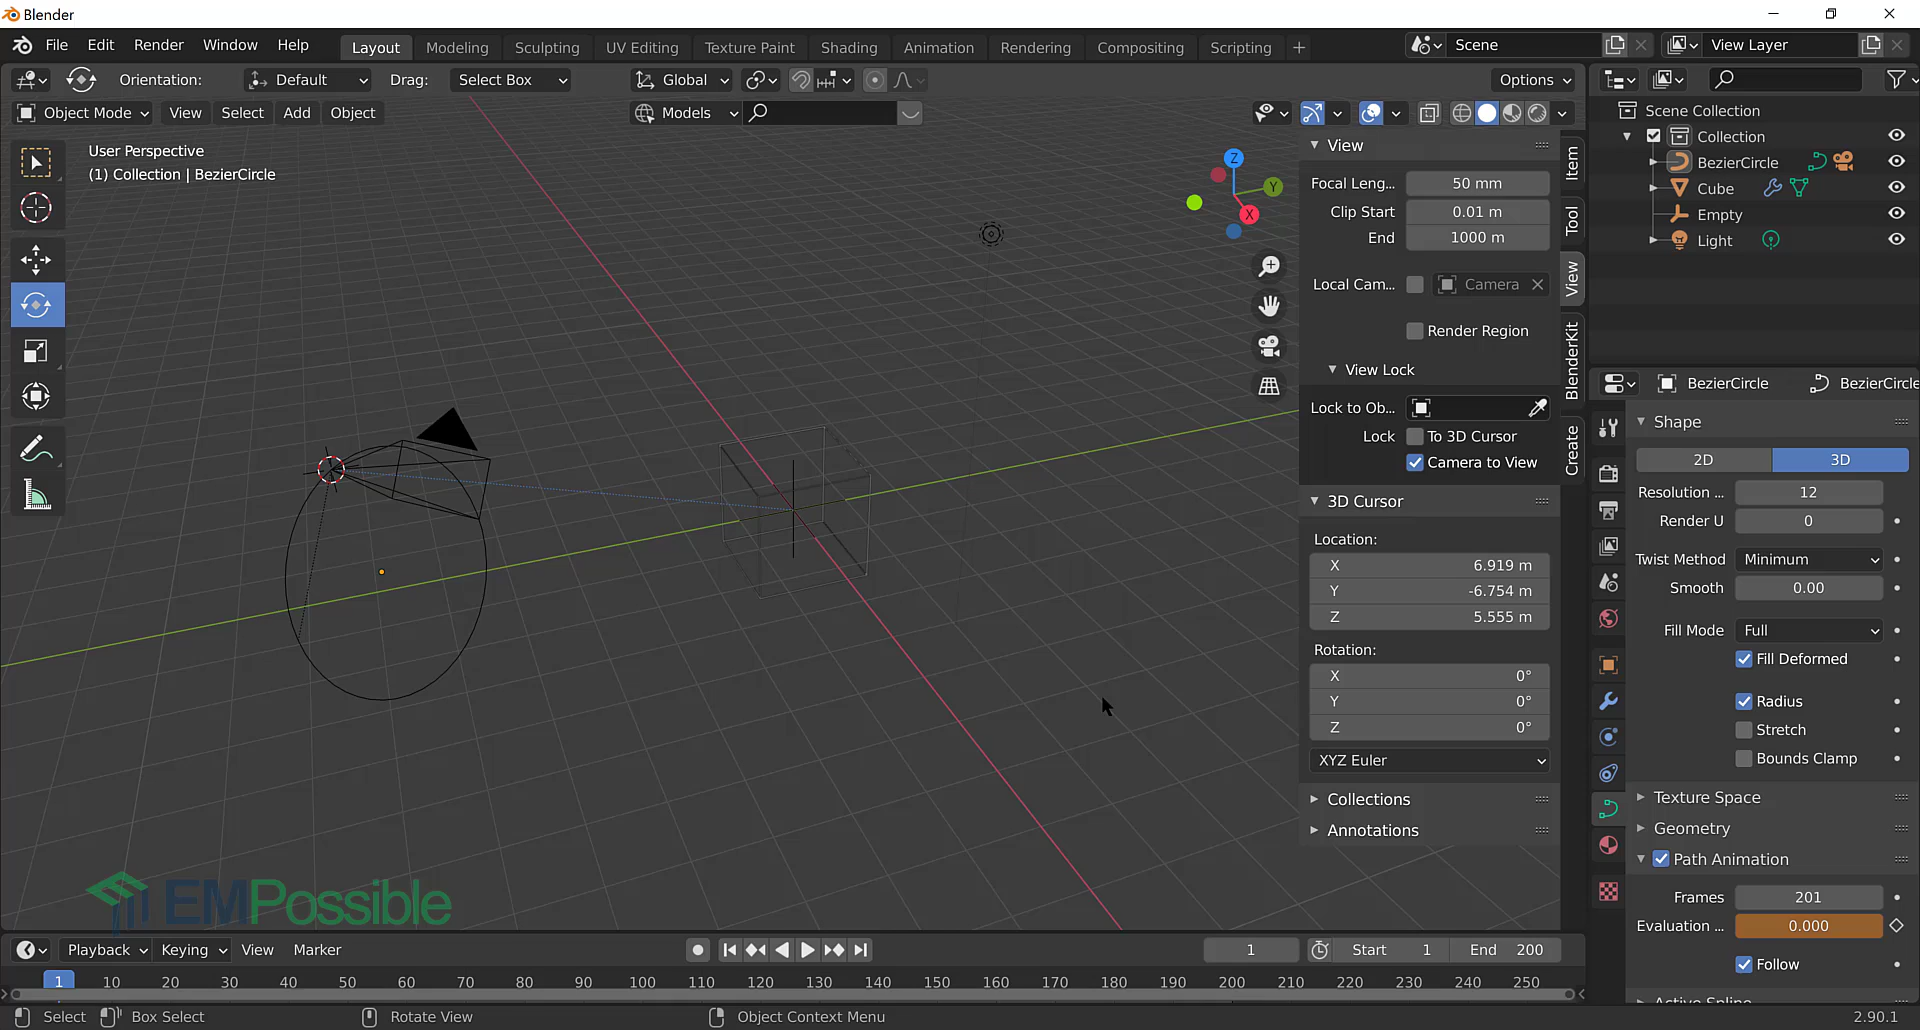 Blender
File Edit Render Window Help
Layout Modeling Sculpting UV Editing Texture Paint Shading Animation Rendering Compositing Scripting +
Scene
View Layer
Orientation: Default Drag: Select Box
Global
Options
Object Mode View Select Add Object
Models
User Perspective
(1) Collection | BezierCircle
Z
Y
X
View
Focal Leng... 50 mm
Clip Start 0.01 m
End 1000 m
Local Cam... Camera
Render Region
View Lock
Lock to Ob...
Lock To 3D Cursor
Camera to View
3D Cursor
Location:
X 6.919 m
Y -6.754 m
Z 5.555 m
Rotation:
X 0°
Y 0°
Z 0°
XYZ Euler
Collections
Annotations
Item
Tool
View
BlenderKit
Create
Scene Collection
Collection
BezierCircle
Cube
Empty
Light
BezierCircle BezierCircle
Shape
2D 3D
Resolution ... 12
Render U 0
Twist Method Minimum
Smooth 0.00
Fill Mode Full
Fill Deformed
Radius
Stretch
Bounds Clamp
Texture Space
Geometry
Path Animation
Frames 201
Evaluation ... 0.000
Follow
Active Spline
EMPossible
Playback Keying View Marker
1
Start 1
End 200
1 10 20 30 40 50 60 70 80 90 100 110 120 130 140 150 160 170 180 190 200 210 220 230 240 250
Select Box Select Rotate View Object Context Menu
2.90.1